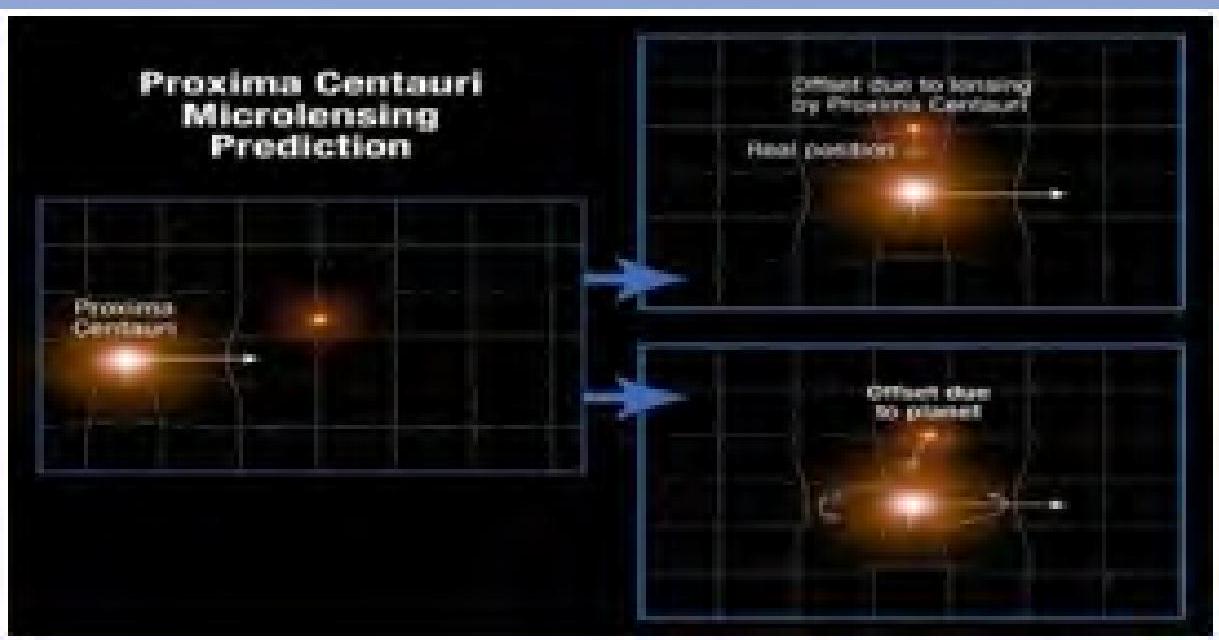 Proxima Centauri
Microlensing
Prediction
Proxima
Centauri
Offset due to lensing
by Proxima Centauri
Real position
Offset due
to planet